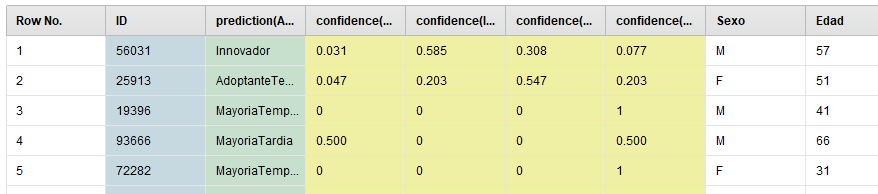 Row No. ID prediction(A... confidence(... confidence(I... confidence(... confidence(... Sexo Edad
1 56031 Innovador 0.031 0.585 0.308 0.077 M 57
2 25913 AdoptanteTe... 0.047 0.203 0.547 0.203 F 51
3 19396 MayoriaTemp... 0 0 0 1 M 41
4 93666 MayoriaTardia 0.500 0 0 0.500 M 66
5 72282 MayoriaTemp... 0 0 0 1 F 31